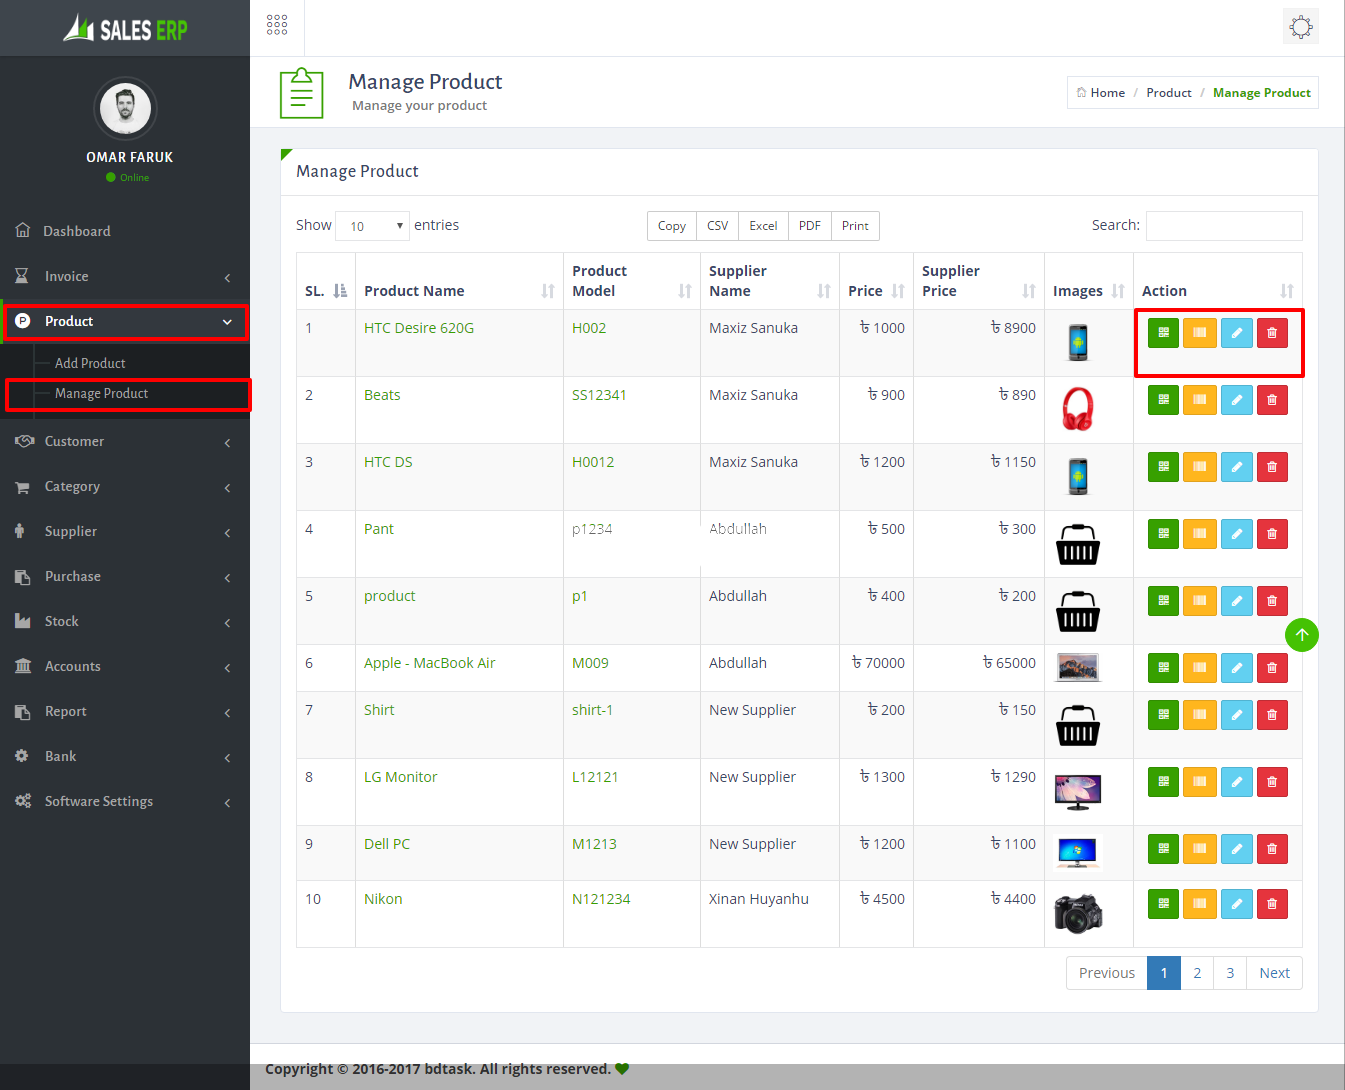 SALES ERP
Manage Product
Manage your product
Home / Product / Manage Product
OMAR FARUK
Online
Dashboard
Invoice
P Product
Add Product
Manage Product
Customer
Category
Supplier
Purchase
Stock
Accounts
Report
Bank
Software Settings
Manage Product
Show 10 entries
Copy CSV Excel PDF Print
Search:
SL. Product Name Product Model Supplier Name Price Supplier Price Images Action
1 HTC Desire 620G H002 Maxiz Sanuka ৳ 1000 ৳ 8900
2 Beats SS12341 Maxiz Sanuka ৳ 900 ৳ 890
3 HTC DS H0012 Maxiz Sanuka ৳ 1200 ৳ 1150
4 Pant p1234 Abdullah ৳ 500 ৳ 300
5 product p1 Abdullah ৳ 400 ৳ 200
6 Apple - MacBook Air M009 Abdullah ৳ 70000 ৳ 65000
7 Shirt shirt-1 New Supplier ৳ 200 ৳ 150
8 LG Monitor L12121 New Supplier ৳ 1300 ৳ 1290
9 Dell PC M1213 New Supplier ৳ 1200 ৳ 1100
10 Nikon N121234 Xinan Huyanhu ৳ 4500 ৳ 4400
Previous 1 2 3 Next
Copyright © 2016-2017 bdtask. All rights reserved.